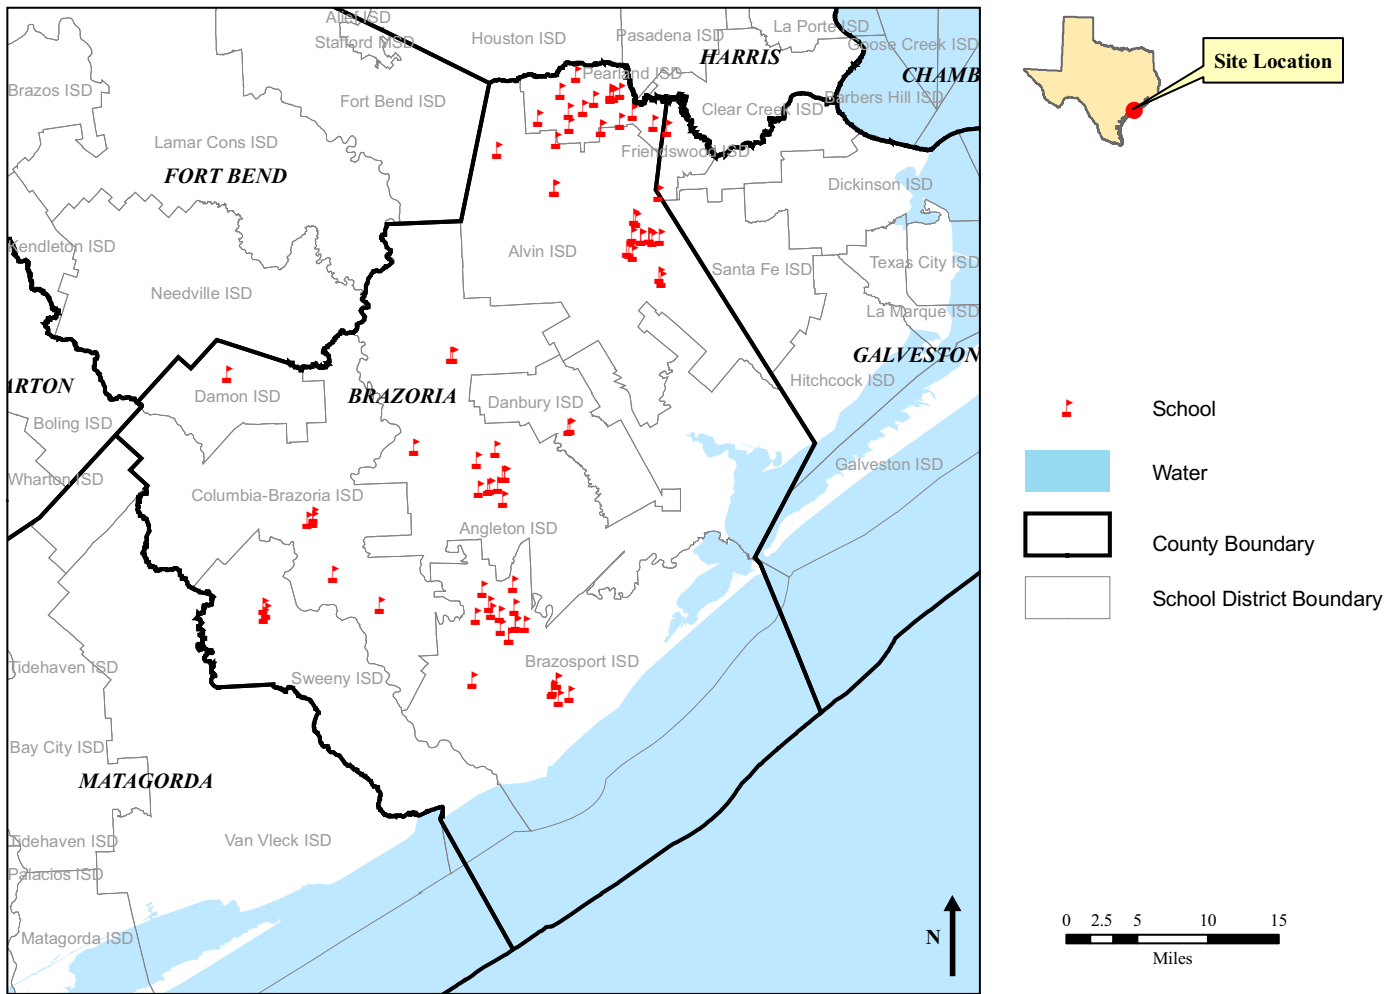 Alief ISD
Stafford MSD
Houston ISD
Pasadena ISD
La Porte ISD
Goose Creek ISD
HARRIS
CHAMB
Pearland ISD
Brazos ISD
Fort Bend ISD
Clear Creek ISD
Barbers Hill ISD
Lamar Cons ISD
Friendswood ISD
FORT BEND
Dickinson ISD
Kendleton ISD
Alvin ISD
Santa Fe ISD
Texas City ISD
Needville ISD
La Marque ISD
GALVESTON
Hitchcock ISD
ARTON
Damon ISD
BRAZORIA
Danbury ISD
Boling ISD
Wharton ISD
Columbia-Brazoria ISD
Galveston ISD
Angleton ISD
Tidehaven ISD
Sweeny ISD
Brazosport ISD
Bay City ISD
MATAGORDA
Tidehaven ISD
Van Vleck ISD
Palacios ISD
Matagorda ISD
N
Site Location
School
Water
County Boundary
School District Boundary
0 2.5 5 10 15
Miles